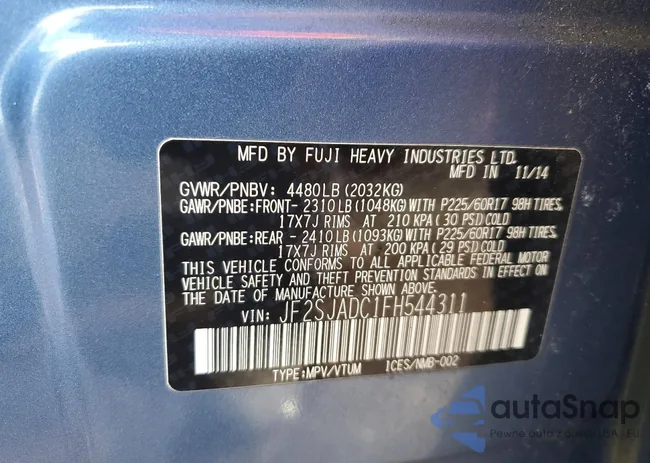 MFD BY FUJI HEAVY INDUSTRIES LTD.
MFD IN 11/14
GVWR/PNBV: 4480LB(2032KG)
GAWR/PNBE:FRONT- 2310LB(1048KG)WITH P225/60R17 98H TIRES,
17X7J RIMS AT 210 KPA(30 PSI)COLD
GAWR/PNBE:REAR - 2410LB(1093KG)WITH P225/60R17 98H TIRES,
17X7J RIMS AT 200 KPA(29 PSI)COLD
THIS VEHICLE CONFORMS TO ALL APPLICABLE FEDERAL MOTOR
VEHICLE SAFETY AND THEFT PREVENTION STANDARDS IN EFFECT
ON THE DATE OF MANUFACTURE SHOWN ABOVE.
VIN: JF2SJADC1FH544311
TYPE:MPV/VTUM ICES/NMB-002
autaSnap
Pewne auta z